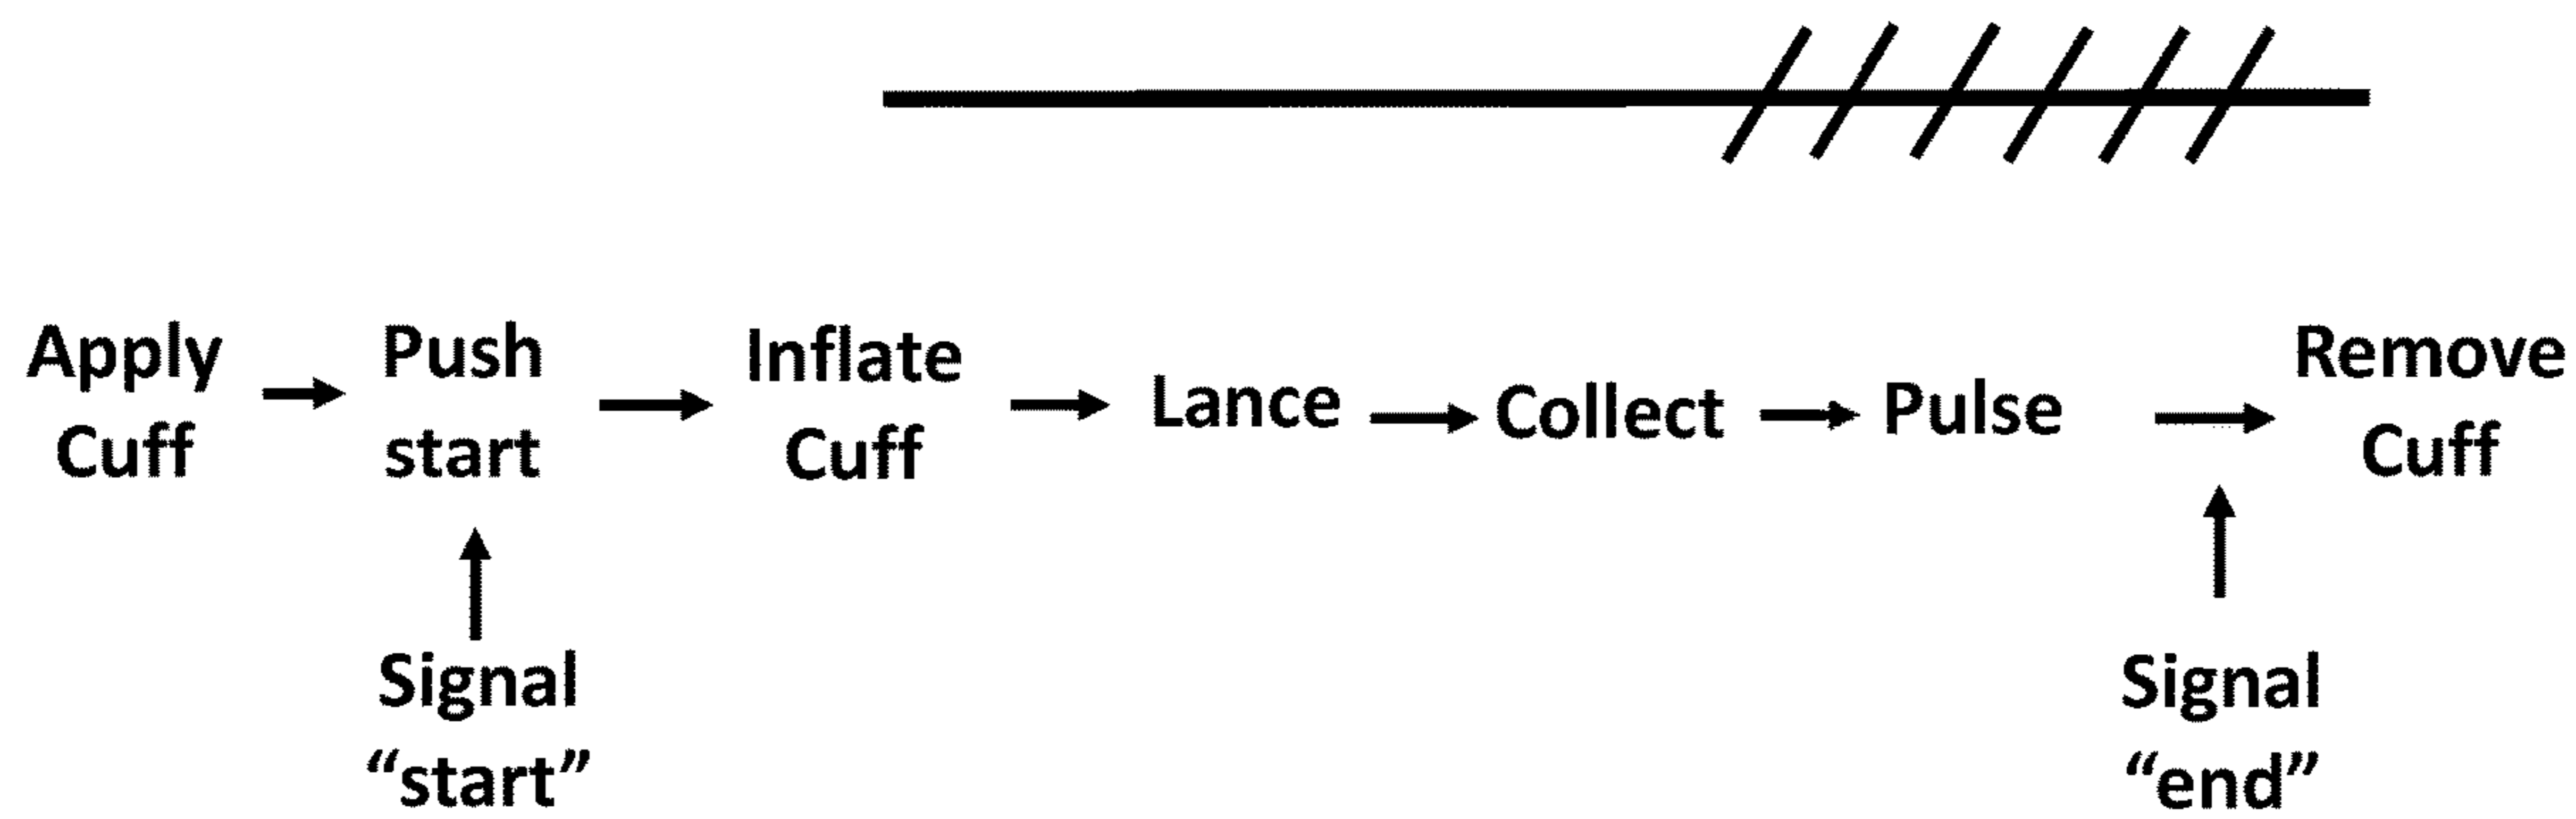 Apply
Cuff
Push
start
Inflate
Cuff
Lance
Collect
Pulse
Remove
Cuff
Signal
“start”
Signal
“end”